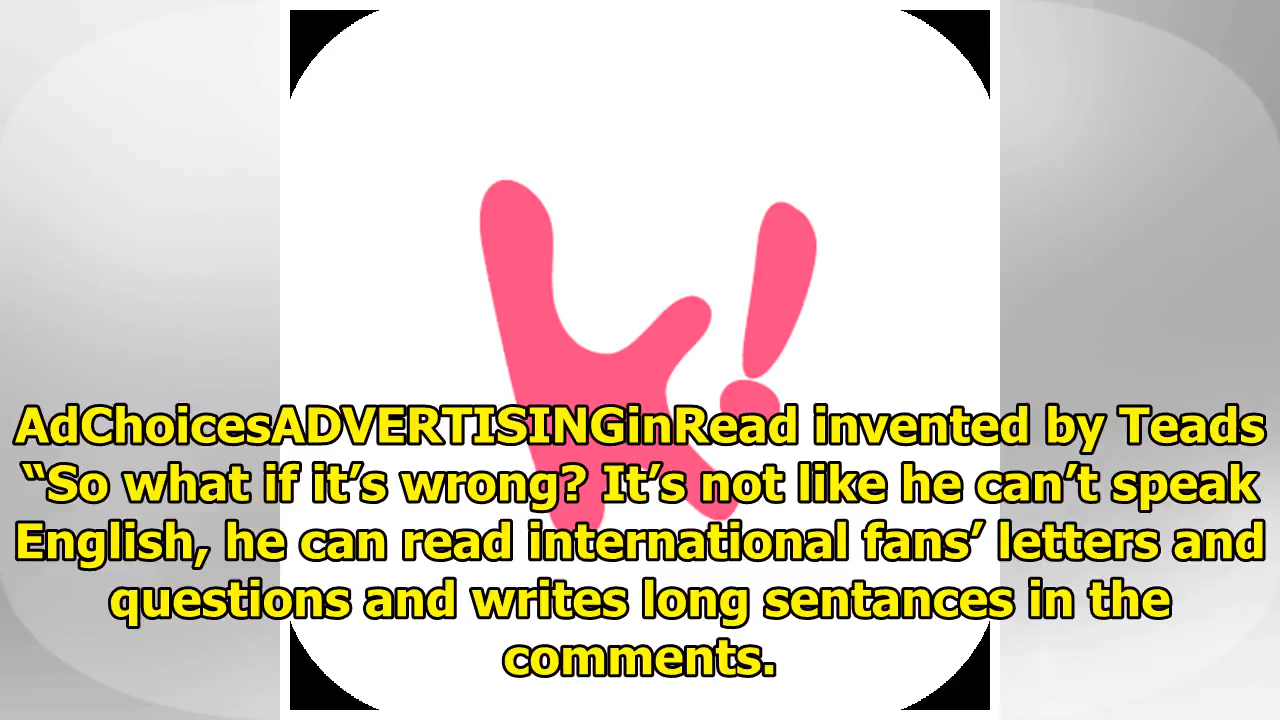 k!
AdChoicesADVERTISINGinRead invented by Teads
“So what if it’s wrong? It’s not like he can’t speak
English, he can read international fans’ letters and
questions and writes long sentances in the
comments.